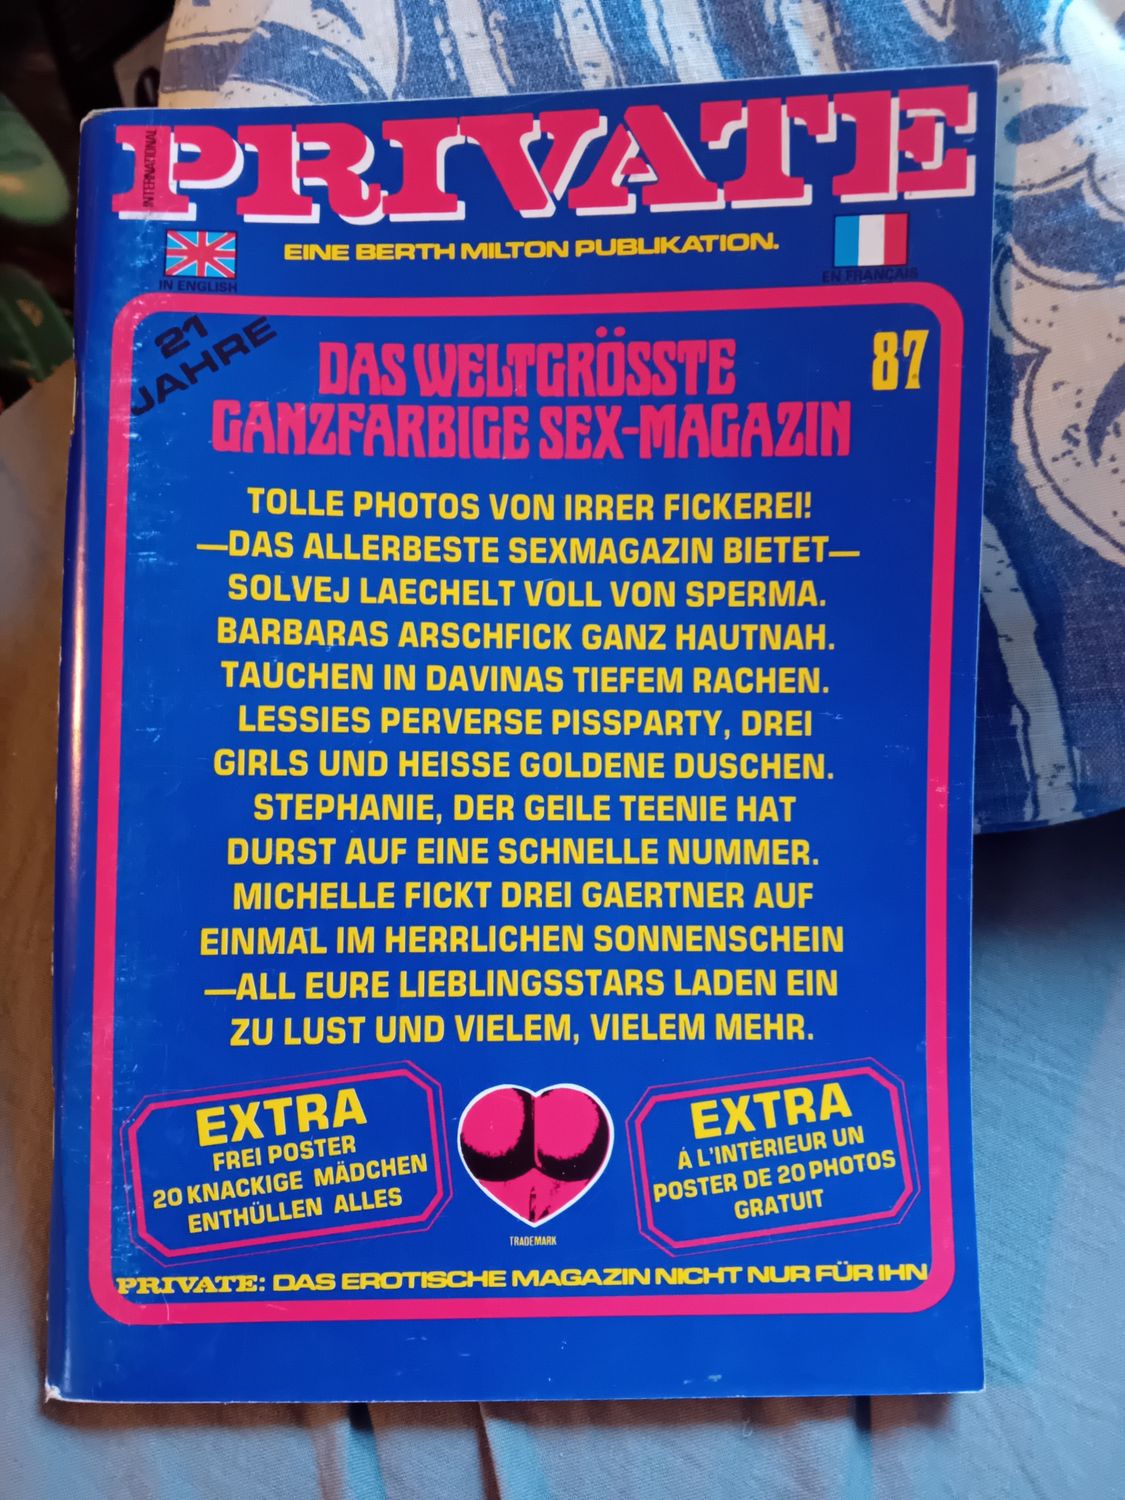 PRIVATE
INTERNATIONAL
EINE BERTH MILTON PUBLIKATION.
IN ENGLISH
EN FRANÇAIS
21
JAHRE
87
DAS WELTGRÖSSTE
GANZFARBIGE SEX-MAGAZIN
TOLLE PHOTOS VON IRRER FICKEREI!
—DAS ALLERBESTE SEXMAGAZIN BIETET—
SOLVEJ LAECHELT VOLL VON SPERMA.
BARBARAS ARSCHFICK GANZ HAUTNAH.
TAUCHEN IN DAVINAS TIEFEM RACHEN.
LESSIES PERVERSE PISSPARTY, DREI
GIRLS UND HEISSE GOLDENE DUSCHEN.
STEPHANIE, DER GEILE TEENIE HAT
DURST AUF EINE SCHNELLE NUMMER.
MICHELLE FICKT DREI GAERTNER AUF
EINMAL IM HERRLICHEN SONNENSCHEIN
—ALL EURE LIEBLINGSSTARS LADEN EIN
ZU LUST UND VIELEM, VIELEM MEHR.
EXTRA
FREI POSTER
20 KNACKIGE MÄDCHEN
ENTHÜLLEN ALLES
TRADEMARK
EXTRA
Á L'INTÉRIEUR UN
POSTER DE 20 PHOTOS
GRATUIT
PRIVATE: DAS EROTISCHE MAGAZIN NICHT NUR FÜR IHN